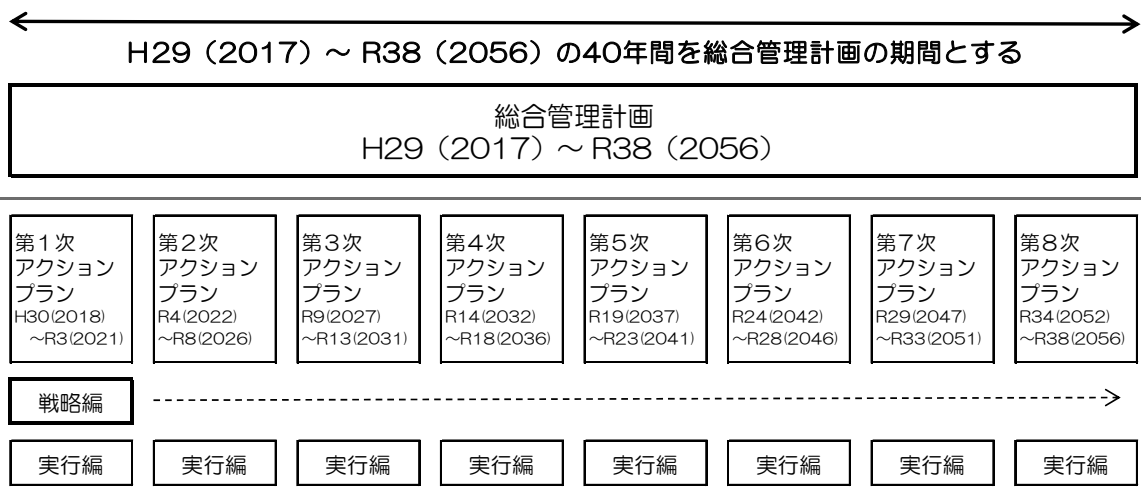 H29（2017）～ R38（2056）の40年間を総合管理計画の期間とする
総合管理計画
H29（2017）～ R38（2056）
第１次
アクション
プラン
H30(2018)
～R3(2021)
第２次
アクション
プラン
R4(2022)
～R8(2026)
第３次
アクション
プラン
R9(2027)
～R13(2031)
第４次
アクション
プラン
R14(2032)
～R18(2036)
第５次
アクション
プラン
R19(2037)
～R23(2041)
第６次
アクション
プラン
R24(2042)
～R28(2046)
第７次
アクション
プラン
R29(2047)
～R33(2051)
第８次
アクション
プラン
R34(2052)
～R38(2056)
戦略編
実行編
実行編
実行編
実行編
実行編
実行編
実行編
実行編